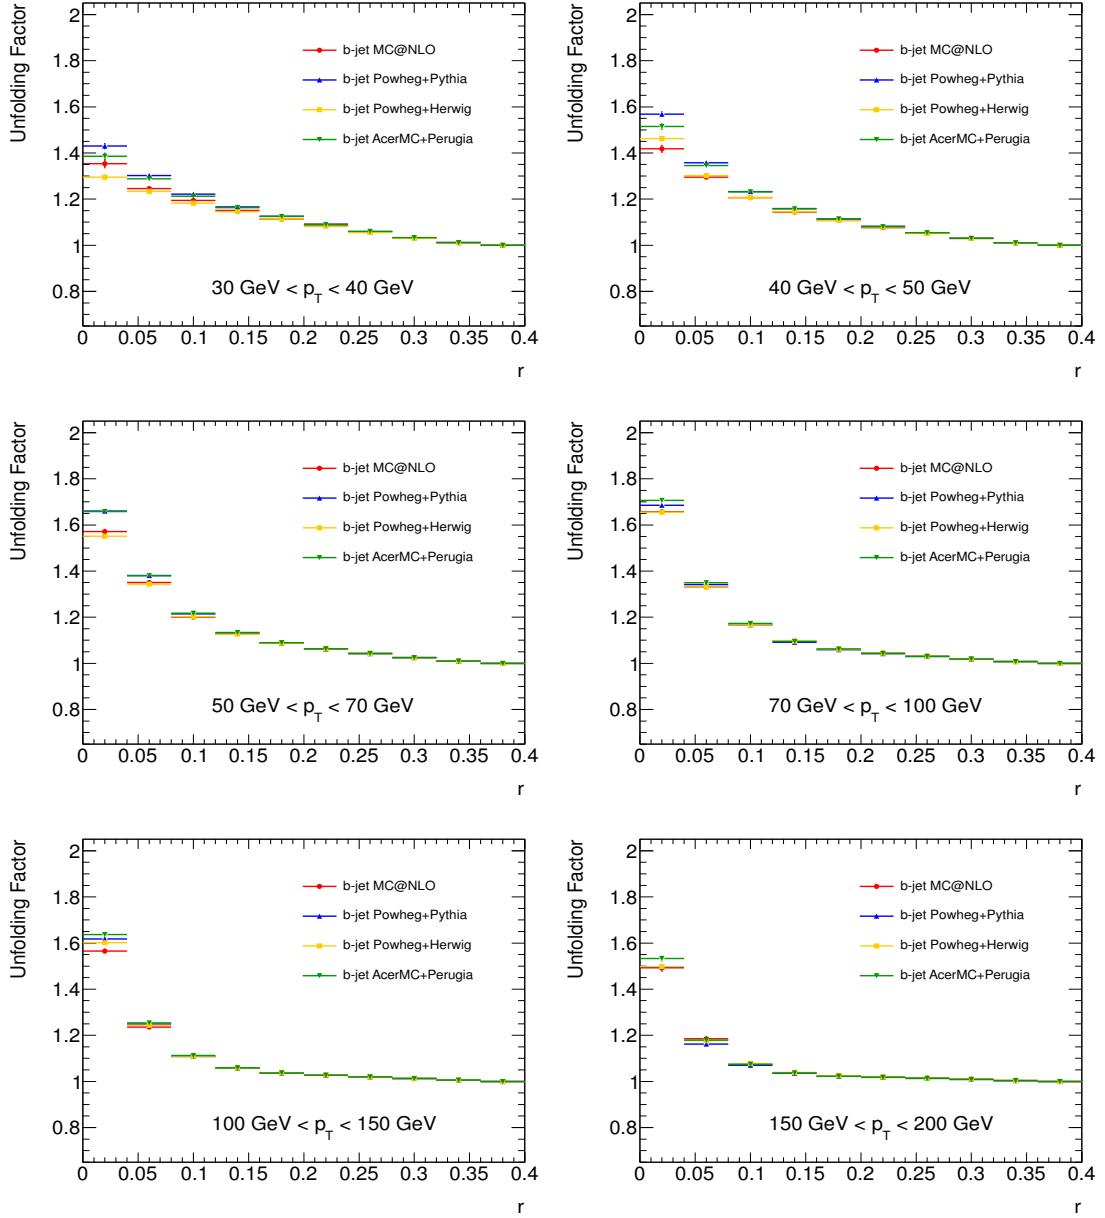 Unfolding Factor
2
1.8
1.6
1.4
1.2
1
0.8
b-jet MC@NLO
b-jet Powheg+Pythia
b-jet Powheg+Herwig
b-jet AcerMC+Perugia
30 GeV < p_T < 40 GeV
0 0.05 0.1 0.15 0.2 0.25 0.3 0.35 0.4
r
Unfolding Factor
2
1.8
1.6
1.4
1.2
1
0.8
b-jet MC@NLO
b-jet Powheg+Pythia
b-jet Powheg+Herwig
b-jet AcerMC+Perugia
40 GeV < p_T < 50 GeV
0 0.05 0.1 0.15 0.2 0.25 0.3 0.35 0.4
r
Unfolding Factor
2
1.8
1.6
1.4
1.2
1
0.8
b-jet MC@NLO
b-jet Powheg+Pythia
b-jet Powheg+Herwig
b-jet AcerMC+Perugia
50 GeV < p_T < 70 GeV
0 0.05 0.1 0.15 0.2 0.25 0.3 0.35 0.4
r
Unfolding Factor
2
1.8
1.6
1.4
1.2
1
0.8
b-jet MC@NLO
b-jet Powheg+Pythia
b-jet Powheg+Herwig
b-jet AcerMC+Perugia
70 GeV < p_T < 100 GeV
0 0.05 0.1 0.15 0.2 0.25 0.3 0.35 0.4
r
Unfolding Factor
2
1.8
1.6
1.4
1.2
1
0.8
b-jet MC@NLO
b-jet Powheg+Pythia
b-jet Powheg+Herwig
b-jet AcerMC+Perugia
100 GeV < p_T < 150 GeV
0 0.05 0.1 0.15 0.2 0.25 0.3 0.35 0.4
r
Unfolding Factor
2
1.8
1.6
1.4
1.2
1
0.8
b-jet MC@NLO
b-jet Powheg+Pythia
b-jet Powheg+Herwig
b-jet AcerMC+Perugia
150 GeV < p_T < 200 GeV
0 0.05 0.1 0.15 0.2 0.25 0.3 0.35 0.4
r